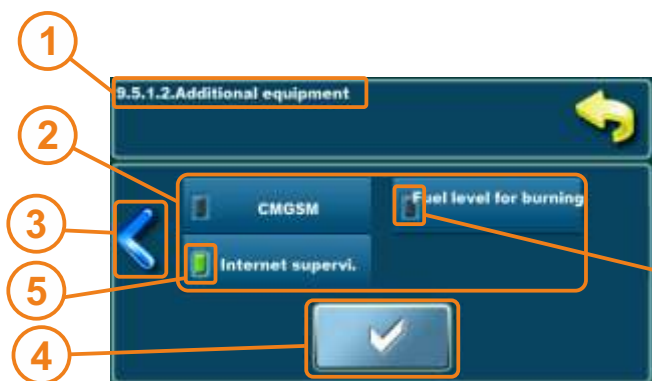 1
9.5.1.2.Additional equipment
2
CMGSM
Fuel level for burning
3
Internet supervi.
5
4